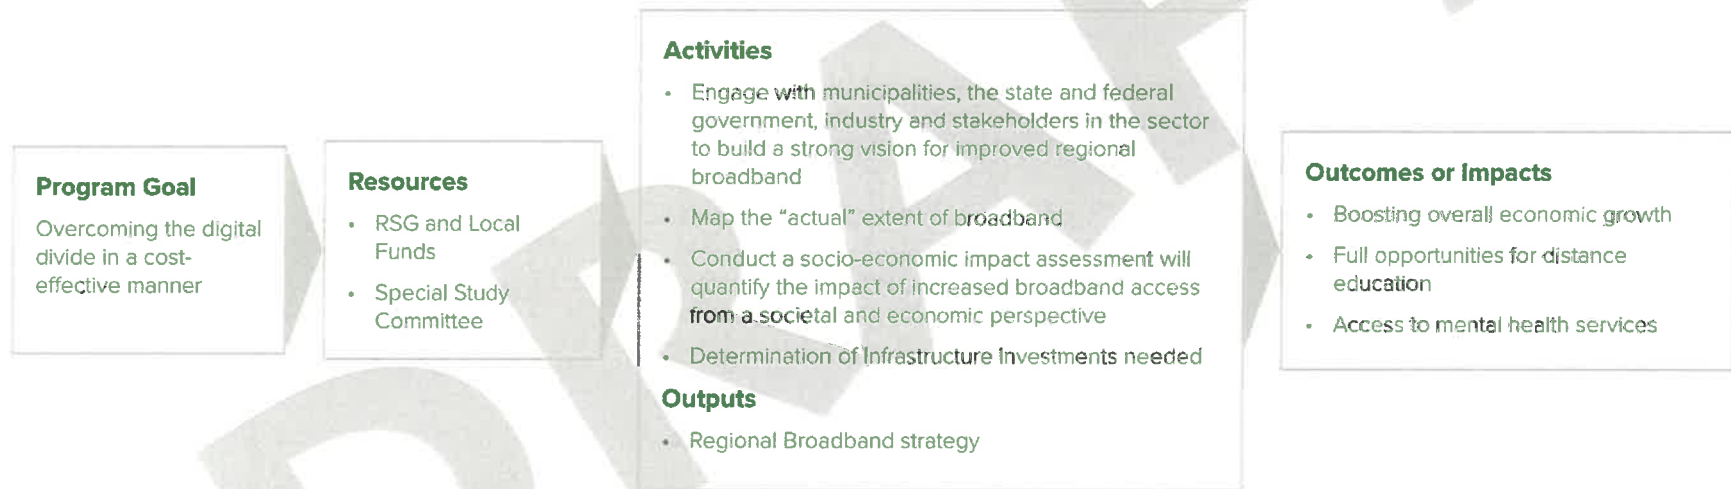 Program Goal
Overcoming the digital
divide in a cost-
effective manner
Resources
• RSG and Local
Funds
• Special Study
Committee
Activities
• Engage with municipalities, the state and federal
government, industry and stakeholders in the sector
to build a strong vision for improved regional
broadband
• Map the “actual” extent of broadband
• Conduct a socio-economic impact assessment will
quantify the impact of increased broadband access
from a societal and economic perspective
• Determination of Infrastructure Investments needed
Outputs
• Regional Broadband strategy
Outcomes or Impacts
• Boosting overall economic growth
• Full opportunities for distance
education
• Access to mental health services
DRAFT